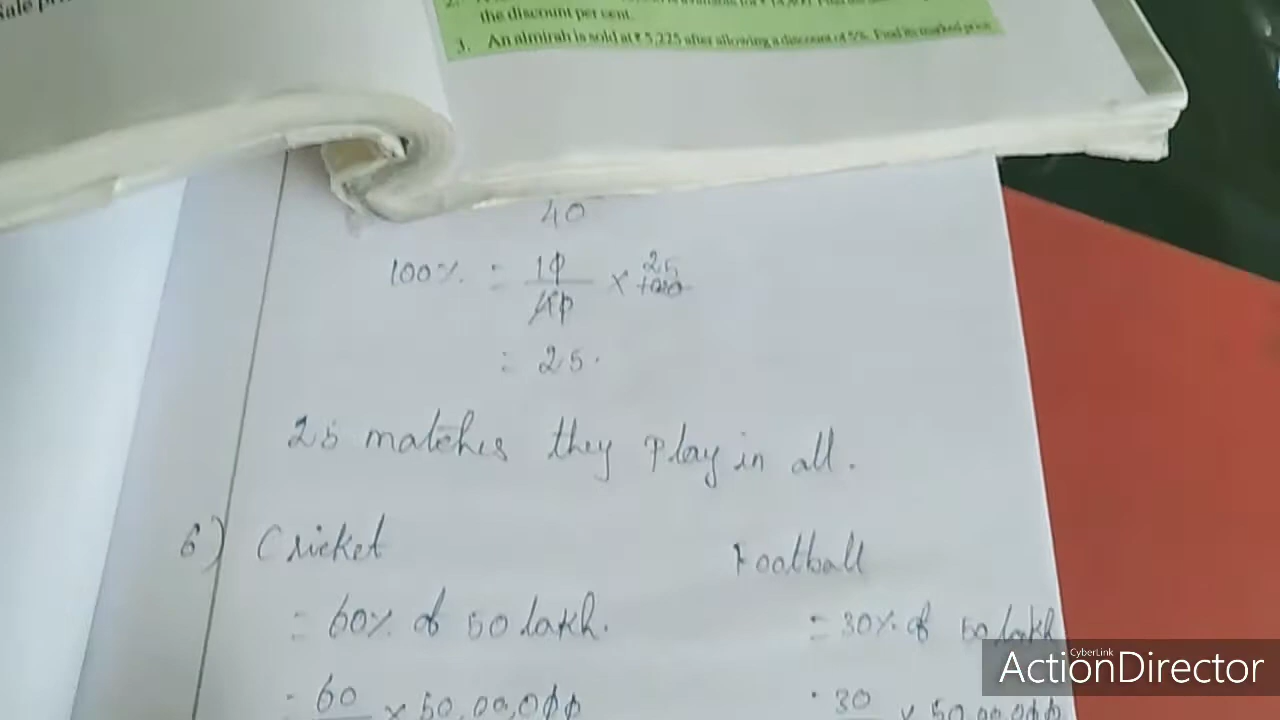 the discount per cent.
3. An almirah is sold at ₹ 5,225 after allowing a discount of 5%. Find its marked price.
40
100% = 10/40 × 100 25
= 25.
25 matches they play in all.
6) Cricket Football
= 60% of 50 lakh. = 30% of 50 lakh
= 60 × 50,00,000 = 30 × 50,00,000
CyberLink
ActionDirector